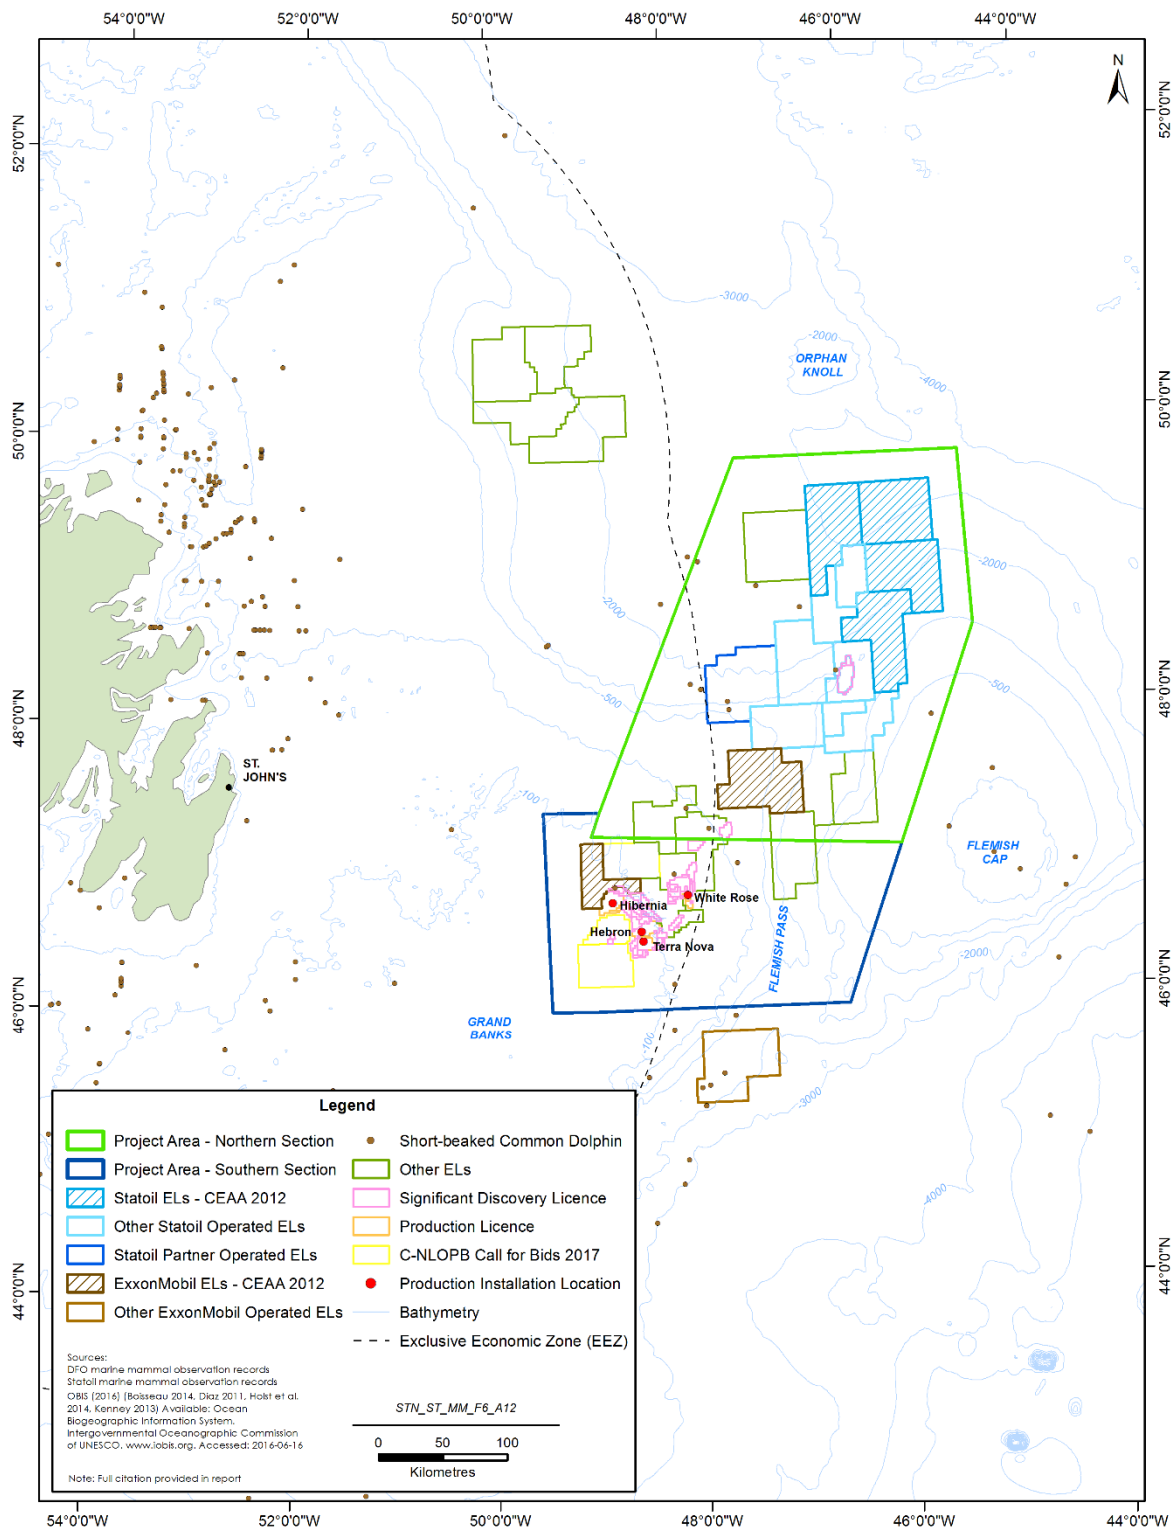 54°0'0"W 52°0'0"W 50°0'0"W 48°0'0"W 46°0'0"W 44°0'0"W
N
52°0'0"N
52°0'0"N
-3000
-2000
ORPHAN
KNOLL
-4000
50°0'0"N
50°0'0"N
-2000
-2000
-500
-500
48°0'0"N
48°0'0"N
ST.
JOHN'S
-100
FLEMISH
CAP
White Rose
Hibernia
Hebron
Terra Nova
FLEMISH PASS
-2000
46°0'0"N
46°0'0"N
GRAND
BANKS
-100
-3000
-4000
44°0'0"N
44°0'0"N
Legend
Project Area - Northern Section
Project Area - Southern Section
Statoil ELs - CEAA 2012
Other Statoil Operated ELs
Statoil Partner Operated ELs
ExxonMobil ELs - CEAA 2012
Other ExxonMobil Operated ELs
Short-beaked Common Dolphin
Other ELs
Significant Discovery Licence
Production Licence
C-NLOPB Call for Bids 2017
Production Installation Location
Bathymetry
Exclusive Economic Zone (EEZ)
Sources:
DFO marine mammal observation records
Statoil marine mammal observation records
OBIS (2016) (Boisseau 2014, Diaz 2011, Holst et al.
2014, Kenney 2013) Available: Ocean
Biogeographic Information System.
Intergovernmental Oceanographic Commission
of UNESCO. www.iobis.org. Accessed: 2016-06-16
Note: Full citation provided in report
STN_ST_MM_F6_A12
0 50 100
Kilometres
54°0'0"W 52°0'0"W 50°0'0"W 48°0'0"W 46°0'0"W 44°0'0"W